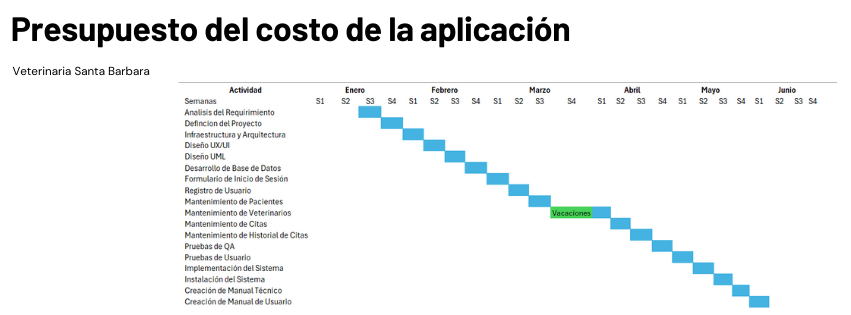 Presupuesto del costo de la aplicación
Veterinaria Santa Barbara
Actividad Enero Febrero Marzo Abril Mayo Junio
Semanas S1 S2 S3 S4 S1 S2 S3 S4 S1 S2 S3 S4 S1 S2 S3 S4 S1 S2 S3 S4 S1 S2 S3 S4
Analisis del Requirimiento
Defincion del Proyecto
Infraestructura y Arquitectura
Diseño UX/UI
Diseño UML
Desarrollo de Base de Datos
Formulario de Inicio de Sesión
Registro de Usuario
Mantenimiento de Pacientes
Mantenimiento de Veterinarios Vacaciones
Mantenimiento de Citas
Mantenimiento de Historial de Citas
Pruebas de QA
Pruebas de Usuario
Implementación del Sistema
Instalación del Sistema
Creación de Manual Técnico
Creación de Manual de Usuario